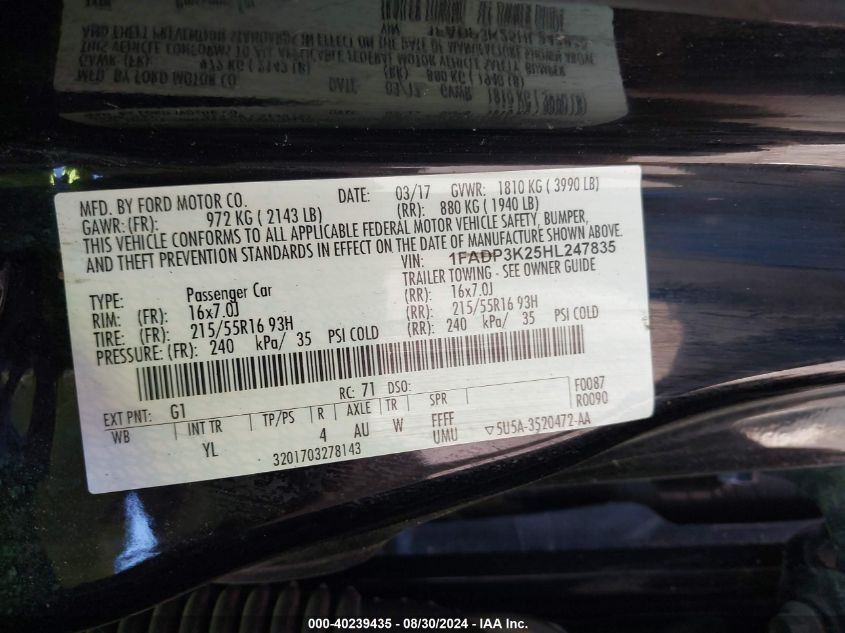 MFD. BY FORD MOTOR CO. DATE: 03/17 GVWR: 1810 KG ( 3990 LB)
GAWR: (FR): 972 KG ( 2143 LB) (RR): 880 KG ( 1940 LB)
THIS VEHICLE CONFORMS TO ALL APPLICABLE FEDERAL MOTOR VEHICLE SAFETY, BUMPER,
AND THEFT PREVENTION STANDARDS IN EFFECT ON THE DATE OF MANUFACTURE SHOWN ABOVE
VIN: 1FADP3K25HL247835
TRAILER TOWING - SEE OWNER GUIDE
TYPE: Passenger Car
RIM: (FR): 16x7.0J (RR): 16x7.0J
TIRE: (FR): 215/55R16 93H (RR): 215/55R16 93H
PRESSURE: (FR): 240 kPa/ 35 PSI COLD (RR): 240 kPa/ 35 PSI COLD
RC: 71 DSO: F0087
EXT PNT: G1 R0090
WB INT TR TP/PS R AXLE TR SPR
YL 4 AU W FFFF
UMU
3201703278143
▽5U5A-3520472-AA
000-40239435 - 08/30/2024 - IAA Inc.